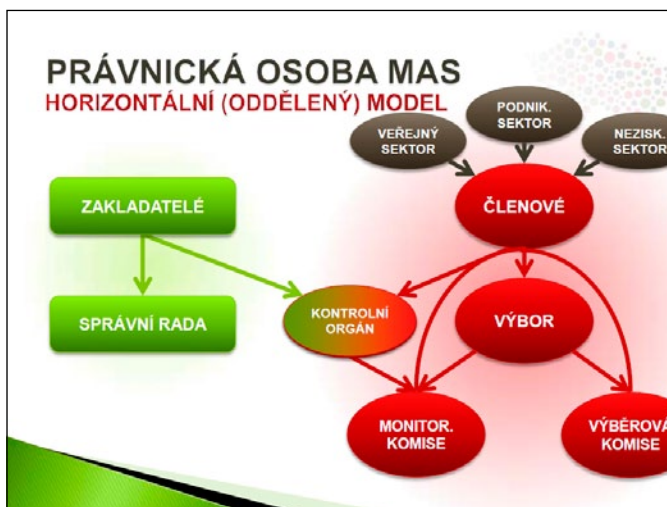 PRÁVNICKÁ OSOBA MAS
HORIZONTÁLNÍ (ODDĚLENÝ) MODEL
VEŘEJNÝ
SEKTOR
PODNIK.
SEKTOR
NEZISK.
SEKTOR
ZAKLADATELÉ
ČLENOVÉ
SPRÁVNÍ RADA
KONTROLNÍ
ORGÁN
VÝBOR
MONITOR.
KOMISE
VÝBĚROVÁ
KOMISE